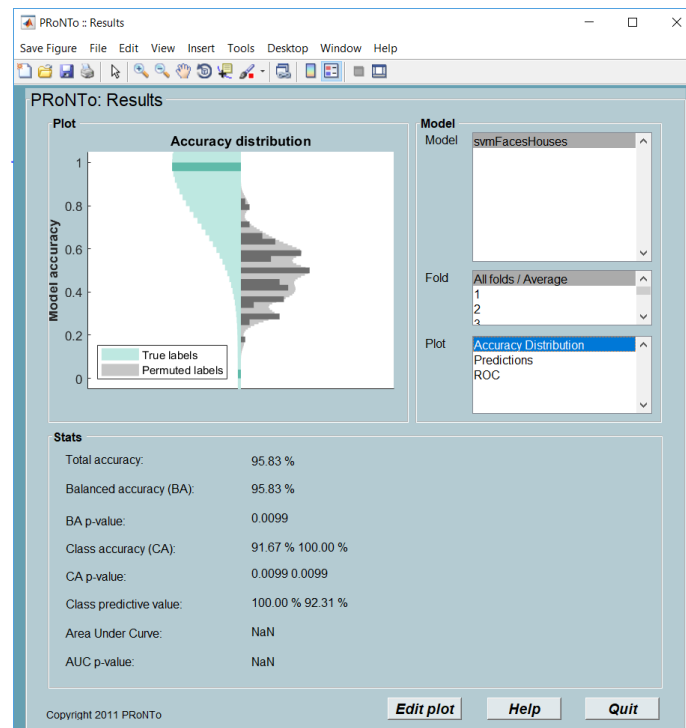 PRoNTo :: Results
Save Figure File Edit View Insert Tools Desktop Window Help
PRoNTo: Results
Plot
Accuracy distribution
Model accuracy
1
0.8
0.6
0.4
0.2
0
True labels
Permuted labels
Model
Model
svmFacesHouses
Fold
All folds / Average
1
2
3
Plot
Accuracy Distribution
Predictions
ROC
Stats
Total accuracy: 95.83 %
Balanced accuracy (BA): 95.83 %
BA p-value: 0.0099
Class accuracy (CA): 91.67 % 100.00 %
CA p-value: 0.0099 0.0099
Class predictive value: 100.00 % 92.31 %
Area Under Curve: NaN
AUC p-value: NaN
Copyright 2011 PRoNTo
Edit plot Help Quit